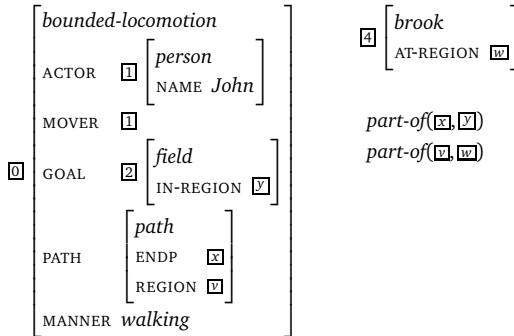 bounded-locomotion
ACTOR 1 person
NAME John
MOVER 1
0 GOAL 2 field
IN-REGION y
path
PATH ENDP x
REGION v
MANNER walking
4 brook
AT-REGION w
part-of(x, y)
part-of(v, w)